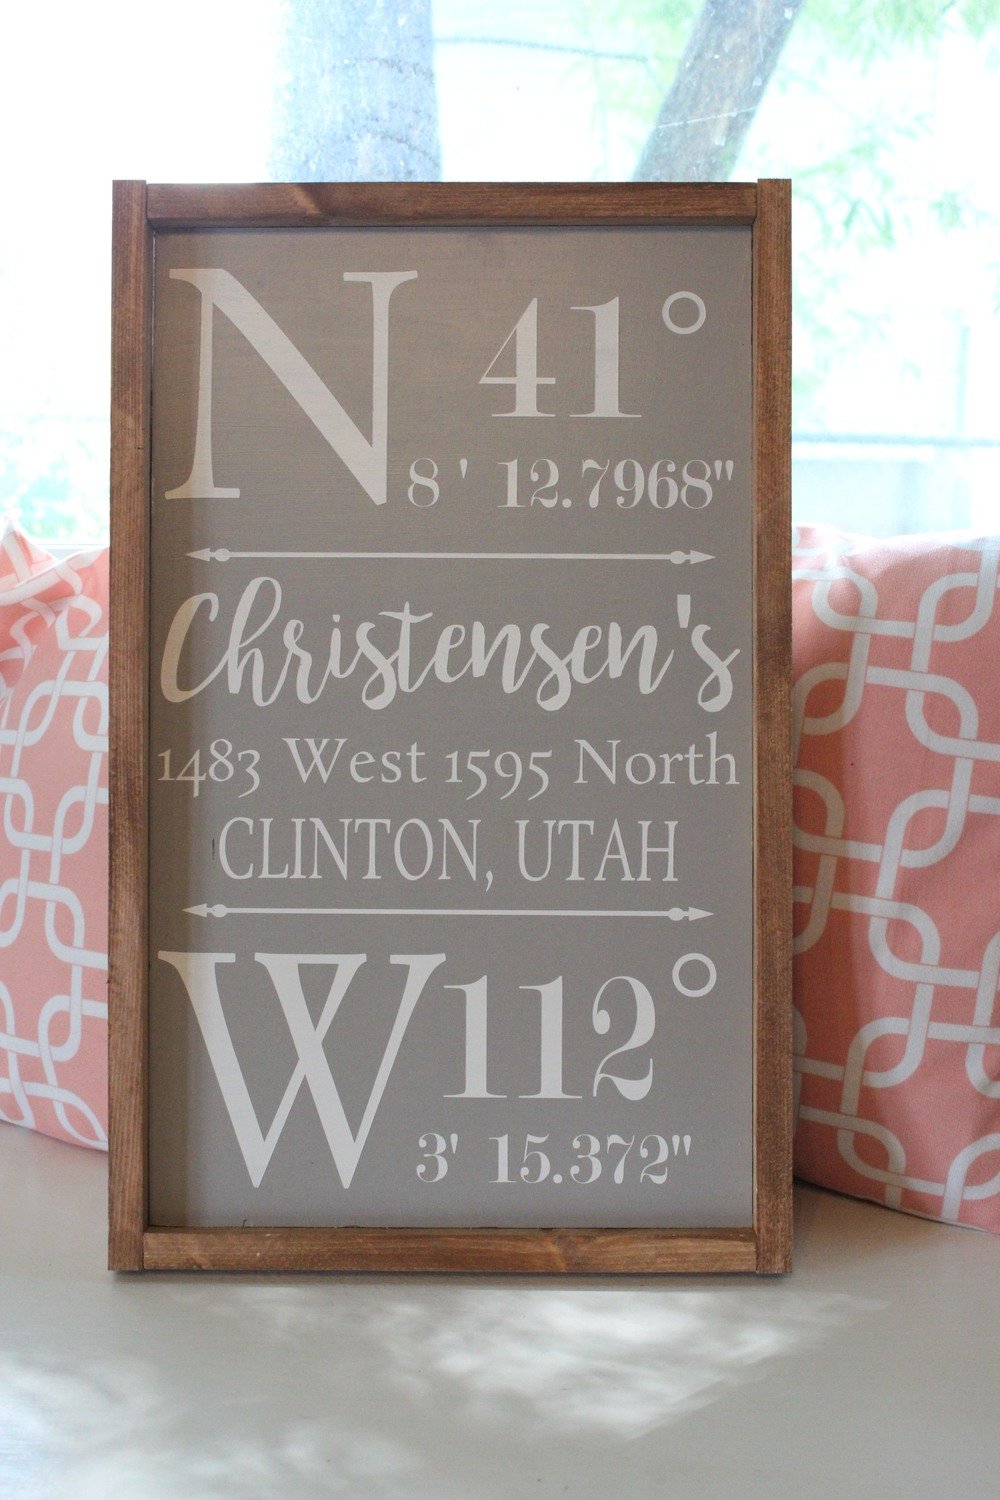 N 41°
8' 12.7968"
Christensen's
1483 West 1595 North
CLINTON, UTAH
W 112°
3' 15.372"